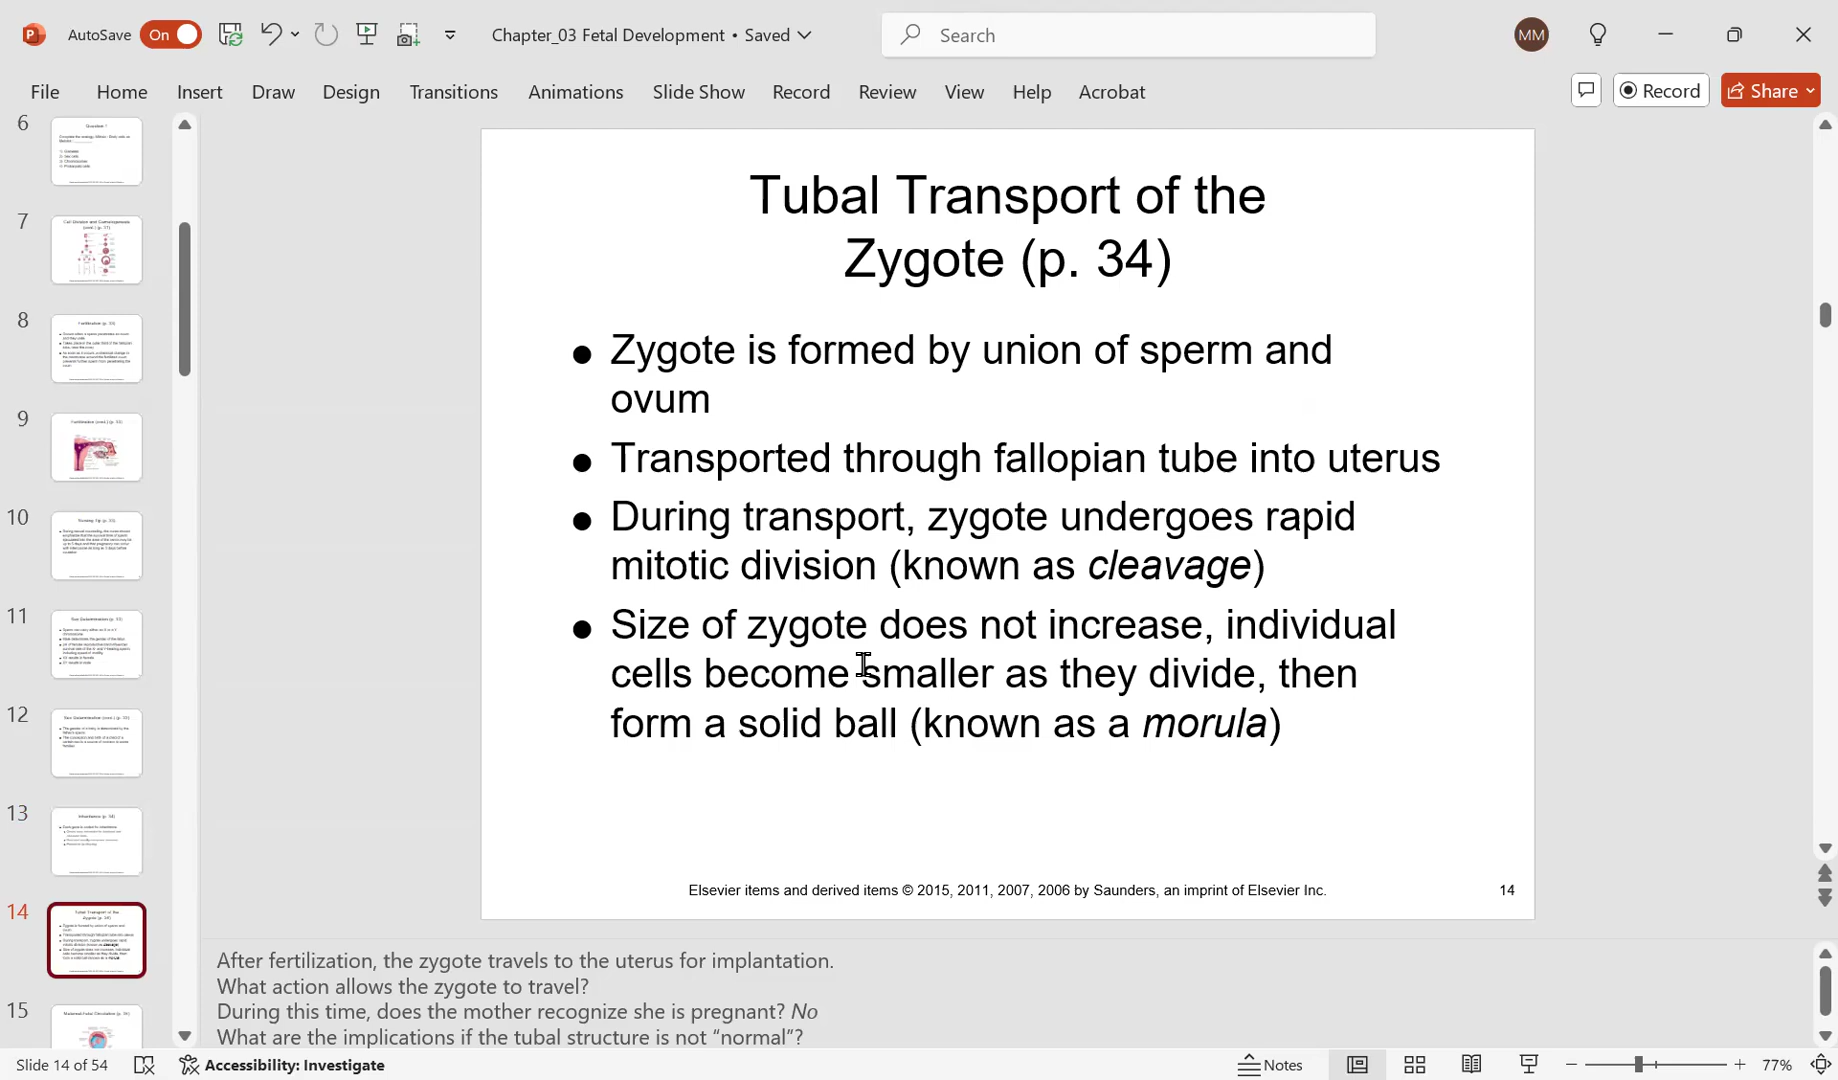 AutoSave On
Chapter_03 Fetal Development • Saved
Search
MM
File Home Insert Draw Design Transitions Animations Slide Show Record Review View Help Acrobat
Record
Share
6
7
8
9
10
11
12
13
14
15
Tubal Transport of the
Zygote (p. 34)
● Zygote is formed by union of sperm and
ovum
● Transported through fallopian tube into uterus
● During transport, zygote undergoes rapid
mitotic division (known as cleavage)
● Size of zygote does not increase, individual
cells become smaller as they divide, then
form a solid ball (known as a morula)
Elsevier items and derived items © 2015, 2011, 2007, 2006 by Saunders, an imprint of Elsevier Inc.
14
After fertilization, the zygote travels to the uterus for implantation.
What action allows the zygote to travel?
During this time, does the mother recognize she is pregnant? No
What are the implications if the tubal structure is not “normal”?
Slide 14 of 54
Accessibility: Investigate
Notes
77%